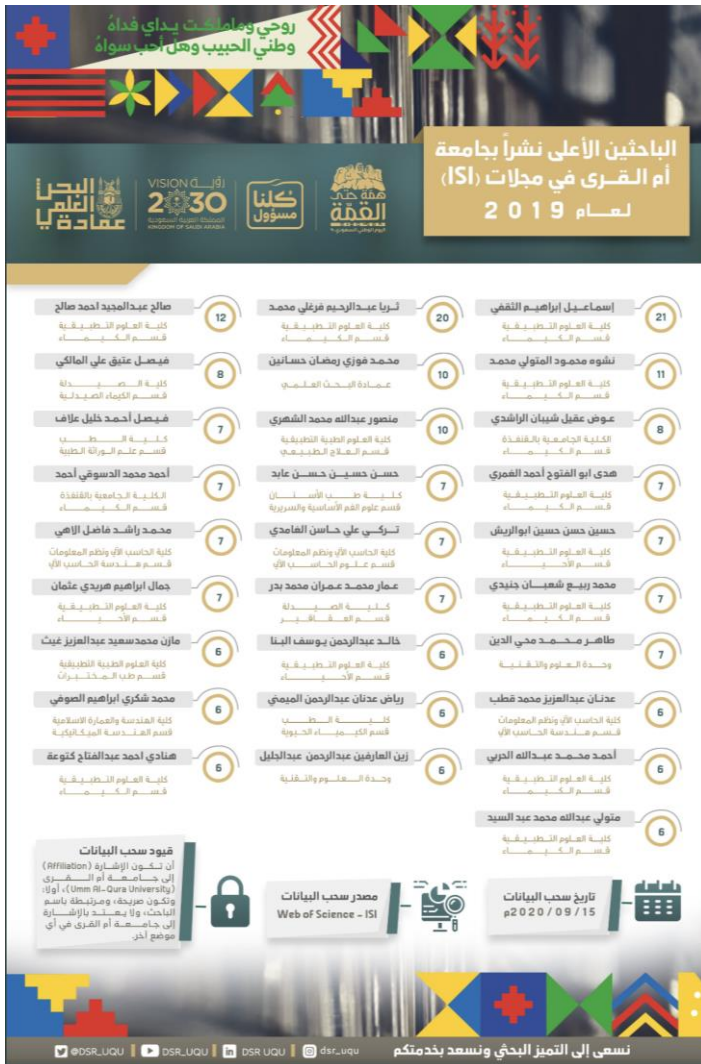 روحي وماملكت يداي فداهُ
وطني الحبيب وهل أحب سواهُ
الباحثين الأعلى نشراً بجامعة
أم القرى في مجلات (ISI)
لعام 2019
همة حتى
القمة
اليوم الوطني السعودي
كلنا
مسؤول
VISION رؤية
2030
المملكة العربية السعودية
KINGDOM OF SAUDI ARABIA
البحث
العلمي
عمادة
21
إسماعيل إبراهيم الثقفي
كلية العلوم التطبيقية
قسم الكيمياء
20
ثريا عبدالرحيم فرغلي محمد
كلية العلوم التطبيقية
قسم الكيمياء
12
صالح عبدالمجيد احمد صالح
كلية العلوم التطبيقية
قسم الكيمياء
11
نشوه محمود المتولي محمد
كلية العلوم التطبيقية
قسم الكيمياء
10
محمد فوزي رمضان حسانين
عمادة البحث العلمي
8
فيصل عتيق علي المالكي
كلية الصيدلة
قسم الكيمياء الصيدلية
8
عوض عقيل شيبان الراشدي
الكلية الجامعية بالقنفذة
قسم الكيمياء
10
منصور عبدالله محمد الشهري
كلية العلوم الطبية التطبيقية
قسم العلاج الطبيعي
7
فيصل أحمد خليل علاف
كلية الطب
قسم علم الوراثة الطبية
7
هدى ابو الفتوح أحمد الغمري
كلية العلوم التطبيقية
قسم الكيمياء
7
حسن حسين حسن عابد
كلية طب الأسنان
قسم علوم الفم الأساسية والسريرية
7
أحمد محمد الدسوقي أحمد
الكلية الجامعية بالقنفذة
قسم الكيمياء
7
حسين حسن حسين ابوالريش
كلية العلوم التطبيقية
قسم الأحياء
7
تركي علي حاسن الغامدي
كلية الحاسب الآلي ونظم المعلومات
قسم علوم الحاسب الآلي
7
محمد راشد فاضل الاهي
كلية الحاسب الآلي ونظم المعلومات
قسم هندسة الحاسب الآلي
7
محمد ربيع شعبان جنيدي
كلية العلوم التطبيقية
قسم الكيمياء
7
عمار محمد عمران محمد بدر
كلية الصيدلة
قسم العقاقير
7
جمال ابراهيم هريدي عثمان
كلية العلوم التطبيقية
قسم الأحياء
7
طاهر محمد محي الدين
وحدة العلوم والتقنية
6
خالد عبدالرحمن يوسف البنا
كلية العلوم التطبيقية
قسم الأحياء
6
مازن محمدسعيد عبدالعزيز غيث
كلية العلوم الطبية التطبيقية
قسم طب المختبرات
6
عدنان عبدالعزيز محمد قطب
كلية الحاسب الآلي ونظم المعلومات
قسم هندسة الحاسب الآلي
6
رياض عدنان عبدالرحمن الميمني
كلية الطب
قسم الكيمياء الحيوية
6
محمد شكري ابراهيم الصوفي
كلية الهندسة والعمارة الاسلامية
قسم الهندسة الميكانيكية
6
أحمد محمد عبدالله الحربي
كلية العلوم التطبيقية
قسم الكيمياء
6
زين العارفين عبدالرحمن عبدالجليل
وحدة العلوم والتقنية
6
هنادي احمد عبدالفتاح كتوعة
كلية العلوم التطبيقية
قسم الكيمياء
6
متولي عبدالله محمد عبد السيد
كلية العلوم التطبيقية
قسم الكيمياء
تاريخ سحب البيانات
2020/09/15م
مصدر سحب البيانات
Web of Science - ISI
قيود سحب البيانات
أن تكون الإشارة (Affiliation)
إلى جامعة أم القرى
(Umm Al-Qura University)، أولا:
وتكون صريحة، ومرتبطة باسم
الباحث، ولا يعتد بالإشارة
إلى جامعة أم القرى في أي
موضع آخر.
نسعى إلى التميز البحثي ونسعد بخدمتكم
@DSR_UQU DSR_UQU DSR UQU dsr_uqu